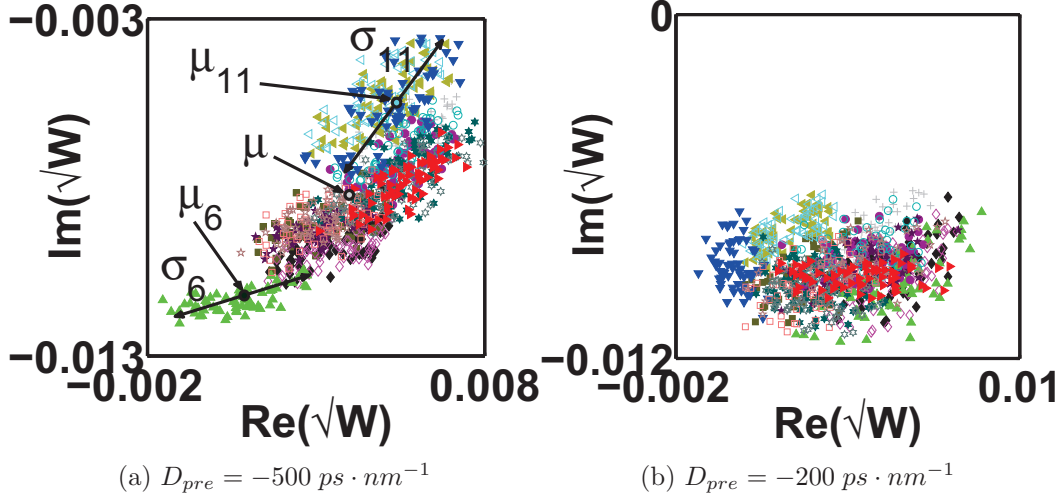 −0.003
σ11
μ11
μ
μ6
σ6
Im(√W)
−0.013
−0.002
0.008
Re(√W)
(a) Dpre = −500 ps · nm−1
0
Im(√W)
−0.012
−0.002
0.01
Re(√W)
(b) Dpre = −200 ps · nm−1